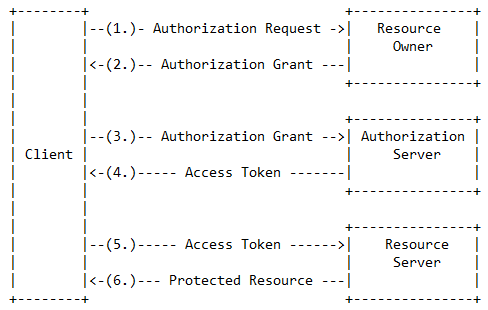 +--------+                               +---------------+
|        |--(1.)- Authorization Request ->|   Resource    |
|        |                               |     Owner     |
|        |<-(2.)-- Authorization Grant ---|               |
|        |                               +---------------+
|        |
|        |                               +---------------+
|        |--(3.)-- Authorization Grant -->| Authorization |
| Client |                               |     Server    |
|        |<-(4.)----- Access Token -------|               |
|        |                               +---------------+
|        |
|        |                               +---------------+
|        |--(5.)----- Access Token ------>|    Resource   |
|        |                               |     Server    |
|        |<-(6.)--- Protected Resource ---|               |
+--------+                               +---------------+